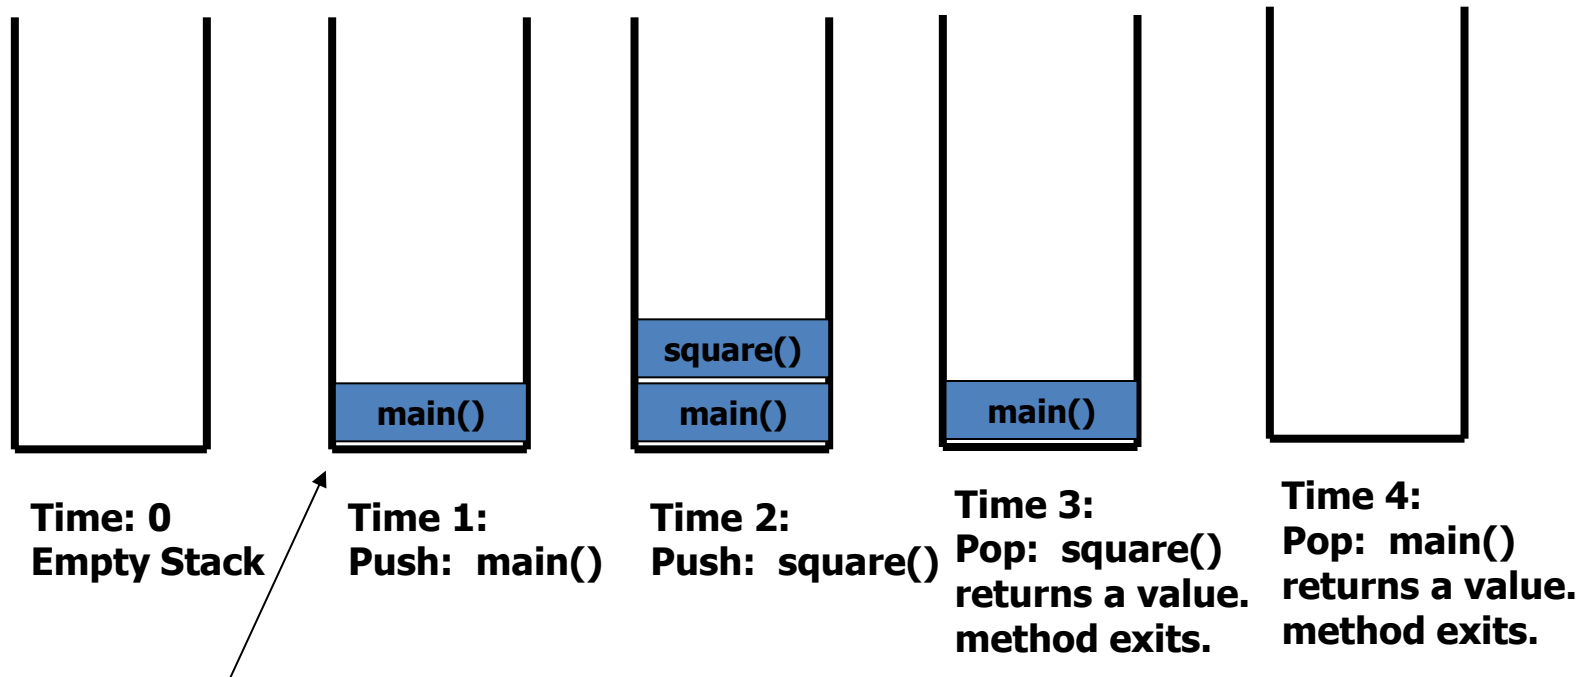 square()
main()
main()
main()
Time: 0
Empty Stack
Time 1:
Push: main()
Time 2:
Push: square()
Time 3:
Pop: square()
returns a value.
method exits.
Time 4:
Pop: main()
returns a value.
method exits.